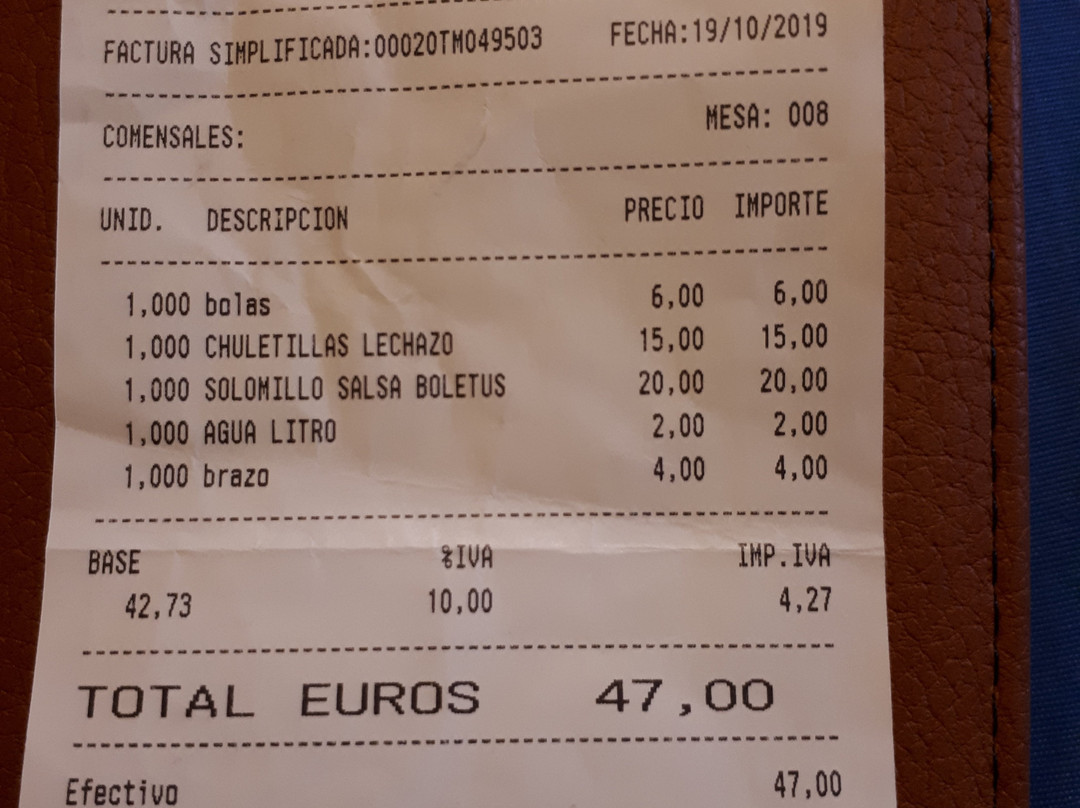 FACTURA SIMPLIFICADA:00020TM049503 FECHA:19/10/2019
COMENSALES: MESA: 008
UNID. DESCRIPCION PRECIO IMPORTE
1,000 bolas 6,00 6,00
1,000 CHULETILLAS LECHAZO 15,00 15,00
1,000 SOLOMILLO SALSA BOLETUS 20,00 20,00
1,000 AGUA LITRO 2,00 2,00
1,000 brazo 4,00 4,00
BASE %IVA IMP.IVA
42,73 10,00 4,27
TOTAL EUROS 47,00
Efectivo 47,00